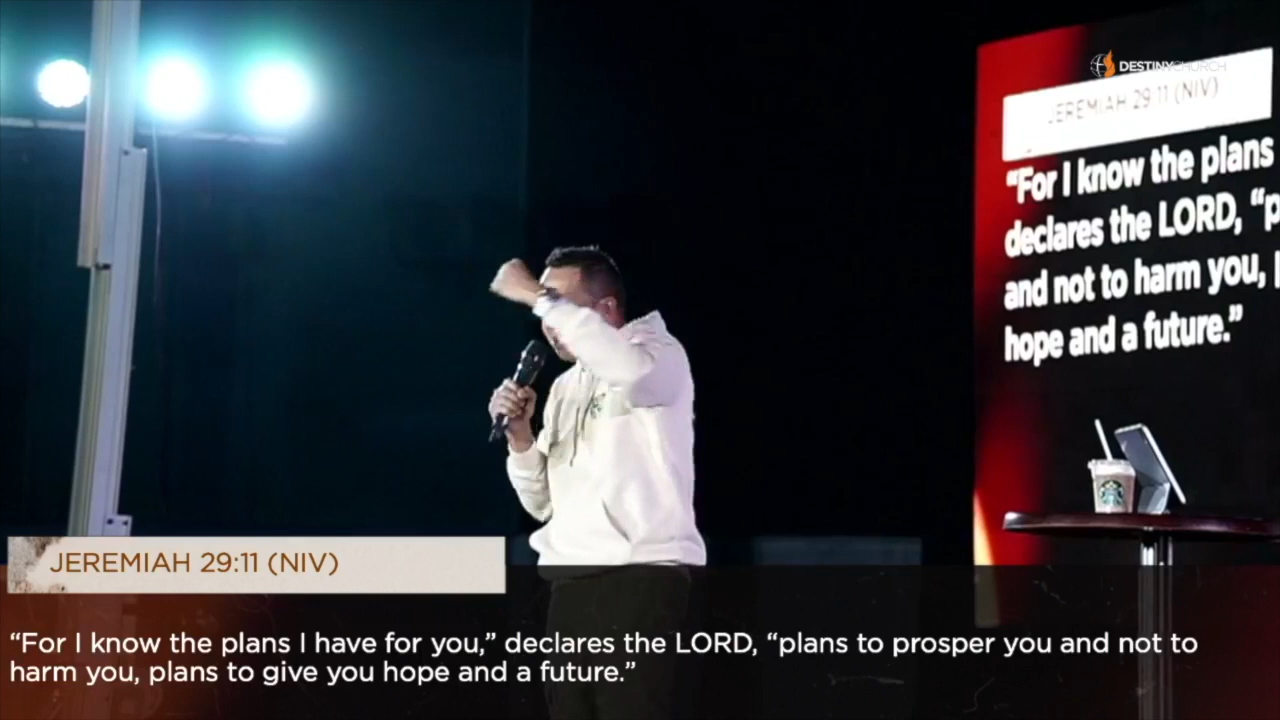 DESTINYCHURCH
JEREMIAH 29:11 (NIV)
“For I know the plans
declares the LORD, “p
and not to harm you,
hope and a future.”
JEREMIAH 29:11 (NIV)
“For I know the plans I have for you,” declares the LORD, “plans to prosper you and not to
harm you, plans to give you hope and a future.”